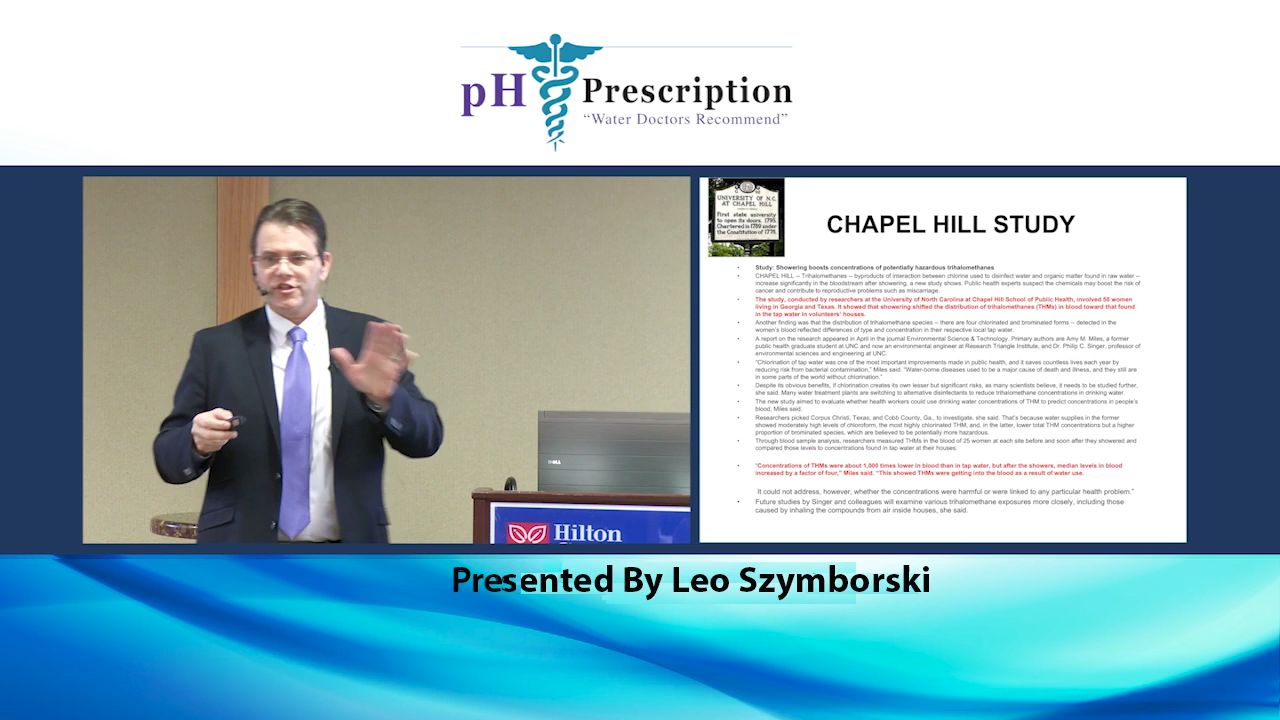 pH Prescription
“Water Doctors Recommend”
UNIVERSITY OF N.C.
AT CHAPEL HILL
First state university
to open its doors, 1795.
Chartered in 1789 under
the Constitution of 1776.
CHAPEL HILL STUDY
• Study: Showering boosts concentrations of potentially hazardous trihalomethanes
• CHAPEL HILL -- Trihalomethanes -- byproducts of interaction between chlorine used to disinfect water and organic matter found in raw water --
increase significantly in the bloodstream after showering, a new study shows. Public health experts suspect the chemicals may boost the risk of
cancer and contribute to reproductive problems such as miscarriage.
• The study, conducted by researchers at the University of North Carolina at Chapel Hill School of Public Health, involved 50 women
living in Georgia and Texas. It showed that showering shifted the distribution of trihalomethanes (THMs) in blood toward that found
in the tap water in volunteers' houses.
• Another finding was that the distribution of trihalomethane species -- there are four chlorinated and brominated forms -- detected in the
women's blood reflected differences of type and concentration in their respective local tap water.
• A report on the research appeared in April in the journal Environmental Science & Technology. Primary authors are Amy M. Miles, a former
public health graduate student at UNC and now an environmental engineer at Research Triangle Institute, and Dr. Philip C. Singer, professor of
environmental sciences and engineering at UNC.
• “Chlorination of tap water was one of the most important improvements made in public health, and it saves countless lives each year by
reducing risk from bacterial contamination,” Miles said. “Water-borne diseases used to be a major cause of death and illness, and they still are
in some parts of the world without chlorination.”
• Despite its obvious benefits, if chlorination creates its own lesser but significant risks, as many scientists believe, it needs to be studied further,
she said. Many water treatment plants are switching to alternative disinfectants to reduce trihalomethane concentrations in drinking water.
• The new study aimed to evaluate whether health workers could use drinking water concentrations of THM to predict concentrations in people's
blood, Miles said.
• Researchers picked Corpus Christi, Texas, and Cobb County, Ga., to investigate, she said. That's because water supplies in the former
showed moderately high levels of chloroform, the most highly chlorinated THM, and, in the latter, lower total THM concentrations but a higher
proportion of brominated species, which are believed to be potentially more hazardous.
• Through blood sample analysis, researchers measured THMs in the blood of 25 women at each site before and soon after they showered and
compared those levels to concentrations found in tap water at their houses.
• “Concentrations of THMs were about 1,000 times lower in blood than in tap water, but after the showers, median levels in blood
increased by a factor of four,” Miles said. “This showed THMs were getting into the blood as a result of water use.
It could not address, however, whether the concentrations were harmful or were linked to any particular health problem.”
• Future studies by Singer and colleagues will examine various trihalomethane exposures more closely, including those
caused by inhaling the compounds from air inside houses, she said.
DELL
Hilton
Presented By Leo Szymborski